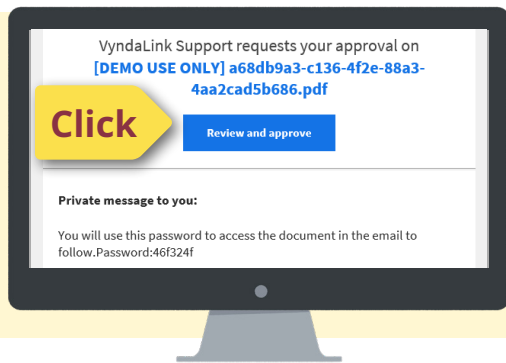 VyndaLink Support requests your approval on
[DEMO USE ONLY] a68db9a3-c136-4f2e-88a3-
4aa2cad5b686.pdf
Click
Review and approve
Private message to you:
You will use this password to access the document in the email to
follow.Password:46f324f